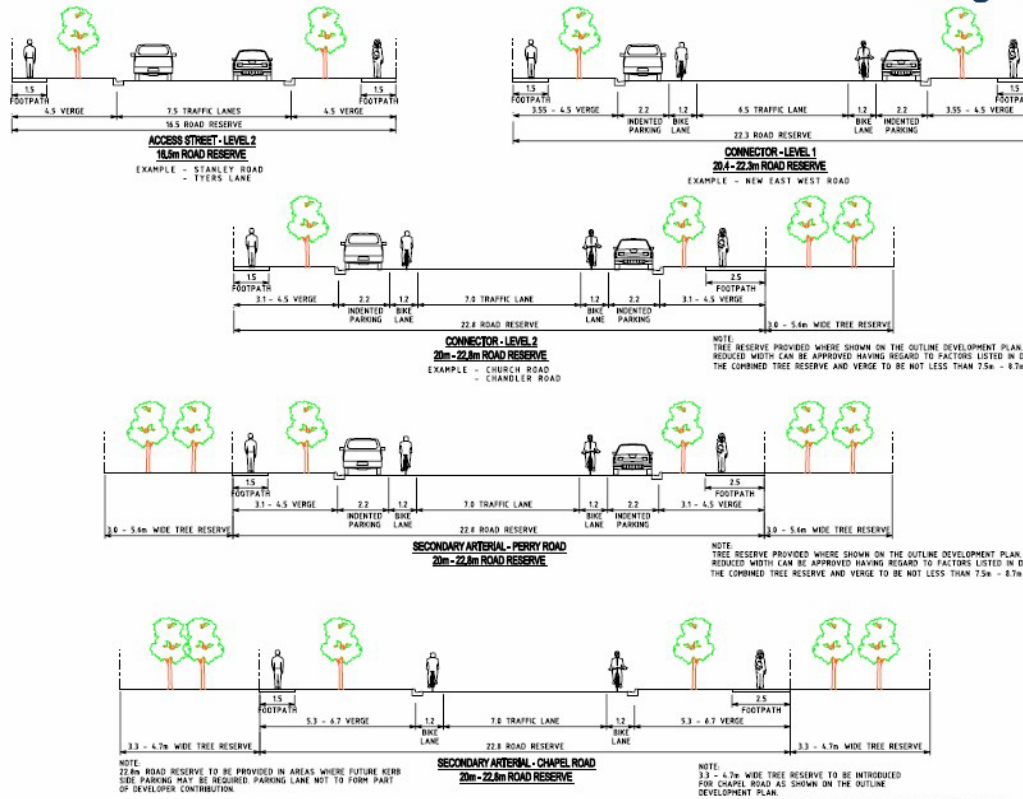 1.5
FOOTPATH
4.5 VERGE
7.5 TRAFFIC LANES
4.5 VERGE
1.5
FOOTPATH
16.5 ROAD RESERVE
ACCESS STREET - LEVEL 2
16.5m ROAD RESERVE
EXAMPLE - STANLEY ROAD
- TYERS LANE
1.5
FOOTPATH
3.55 - 4.5 VERGE
2.2
INDENTED
PARKING
1.2
BIKE
LANE
6.5 TRAFFIC LANE
1.2
BIKE
LANE
2.2
INDENTED
PARKING
3.55 - 4.5 VERGE
1.5
FOOTPATH
22.3 ROAD RESERVE
CONNECTOR - LEVEL 1
20.4 - 22.3m ROAD RESERVE
EXAMPLE - NEW EAST WEST ROAD
1.5
FOOTPATH
3.1 - 4.5 VERGE
2.2
INDENTED
PARKING
1.2
BIKE
LANE
7.0 TRAFFIC LANE
1.2
BIKE
LANE
2.2
INDENTED
PARKING
3.1 - 4.5 VERGE
2.5
FOOTPATH
22.8 ROAD RESERVE
3.0 - 5.6m WIDE TREE RESERVE
CONNECTOR - LEVEL 2
20m - 22.8m ROAD RESERVE
EXAMPLE - CHURCH ROAD
- CHANDLER ROAD
NOTE:
TREE RESERVE PROVIDED WHERE SHOWN ON THE OUTLINE DEVELOPMENT PLAN.
REDUCED WIDTH CAN BE APPROVED HAVING REGARD TO FACTORS LISTED IN D
THE COMBINED TREE RESERVE AND VERGE TO BE NOT LESS THAN 7.5m - 8.7m
1.5
FOOTPATH
3.1 - 4.5 VERGE
2.2
INDENTED
PARKING
1.2
BIKE
LANE
7.0 TRAFFIC LANE
1.2
BIKE
LANE
2.2
INDENTED
PARKING
3.1 - 4.5 VERGE
2.5
FOOTPATH
3.0 - 5.6m WIDE TREE RESERVE
22.8 ROAD RESERVE
3.0 - 5.6m WIDE TREE RESERVE
SECONDARY ARTERIAL - PERRY ROAD
20m - 22.8m ROAD RESERVE
NOTE:
TREE RESERVE PROVIDED WHERE SHOWN ON THE OUTLINE DEVELOPMENT PLAN.
REDUCED WIDTH CAN BE APPROVED HAVING REGARD TO FACTORS LISTED IN D
THE COMBINED TREE RESERVE AND VERGE TO BE NOT LESS THAN 7.5m - 8.7m
1.5
FOOTPATH
5.3 - 6.7 VERGE
1.2
BIKE
LANE
7.0 TRAFFIC LANE
1.2
BIKE
LANE
5.3 - 6.7 VERGE
2.5
FOOTPATH
3.3 - 4.7m WIDE TREE RESERVE
22.8 ROAD RESERVE
3.3 - 4.7m WIDE TREE RESERVE
SECONDARY ARTERIAL - CHAPEL ROAD
20m - 22.8m ROAD RESERVE
NOTE:
22.8m ROAD RESERVE TO BE PROVIDED IN AREAS WHERE FUTURE KERB
SIDE PARKING MAY BE REQUIRED. PARKING LANE NOT TO FORM PART
OF DEVELOPER CONTRIBUTION.
NOTE:
3.3 - 4.7m WIDE TREE RESERVE TO BE INTRODUCED
FOR CHAPEL ROAD AS SHOWN ON THE OUTLINE
DEVELOPMENT PLAN.